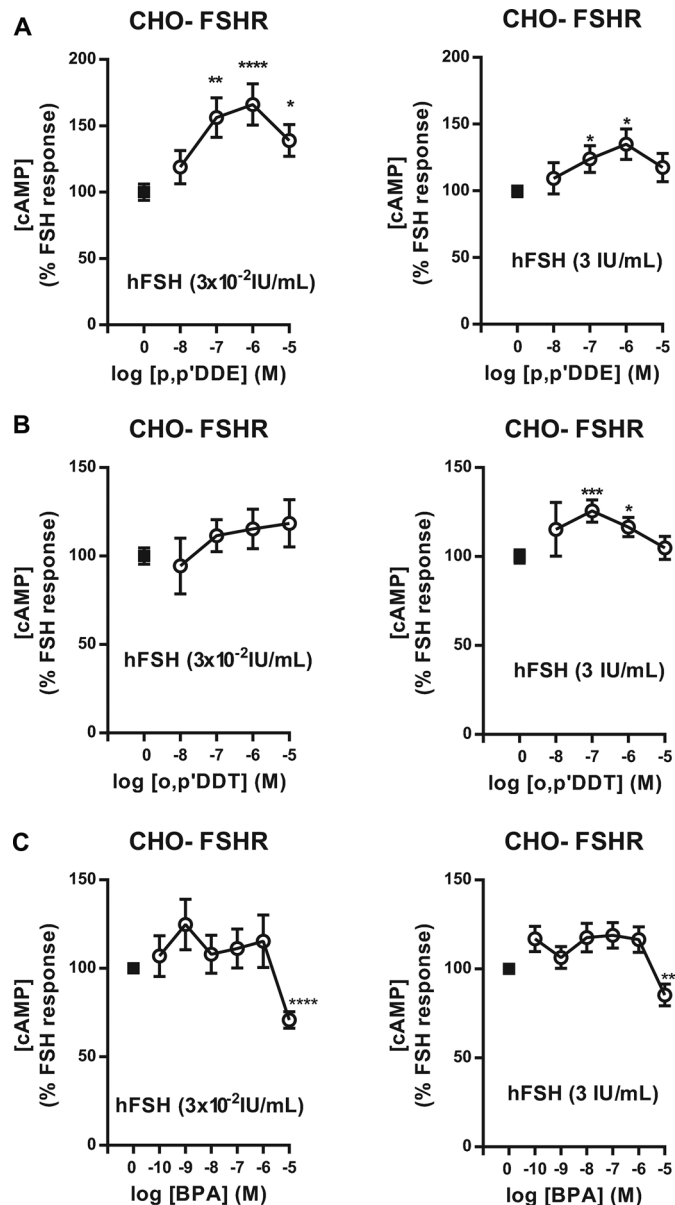 A
CHO- FSHR
200
150
100
50
0
[cAMP]
(% FSH response)
**
****
*
hFSH (3x10⁻²IU/mL)
0 -8 -7 -6 -5
log [p,p'DDE] (M)
CHO- FSHR
200
150
100
50
0
[cAMP]
(% FSH response)
*
*
hFSH (3 IU/mL)
0 -8 -7 -6 -5
log [p,p'DDE] (M)
B
CHO- FSHR
150
100
50
0
[cAMP]
(% FSH response)
hFSH (3x10⁻²IU/mL)
0 -8 -7 -6 -5
log [o,p'DDT] (M)
CHO- FSHR
150
100
50
0
[cAMP]
(% FSH response)
***
*
hFSH (3 IU/mL)
0 -8 -7 -6 -5
log [o,p'DDT] (M)
C
CHO- FSHR
150
100
50
0
[cAMP]
(% FSH response)
****
hFSH (3x10⁻²IU/mL)
0 -10 -9 -8 -7 -6 -5
log [BPA] (M)
CHO- FSHR
150
100
50
0
[cAMP]
(% FSH response)
**
hFSH (3 IU/mL)
0 -10 -9 -8 -7 -6 -5
log [BPA] (M)